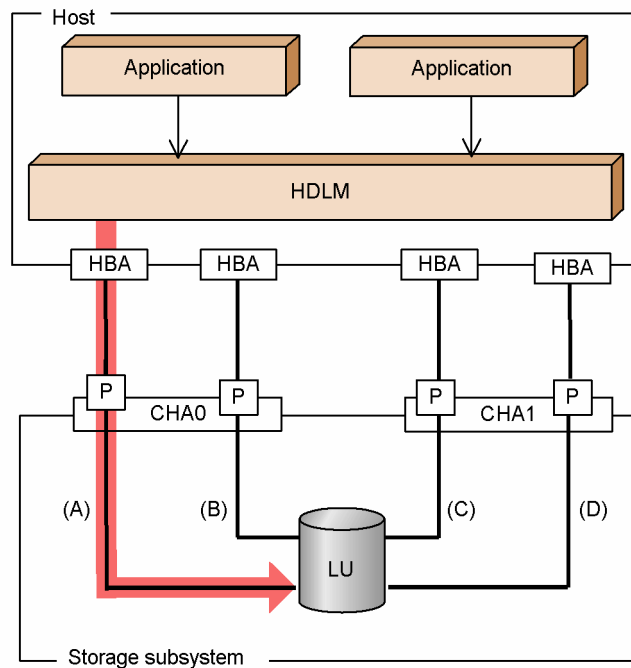 Host
Application
Application
HDLM
HBA
HBA
HBA
HBA
P
P
P
P
CHA0
CHA1
(A)
(B)
(C)
(D)
LU
Storage subsystem